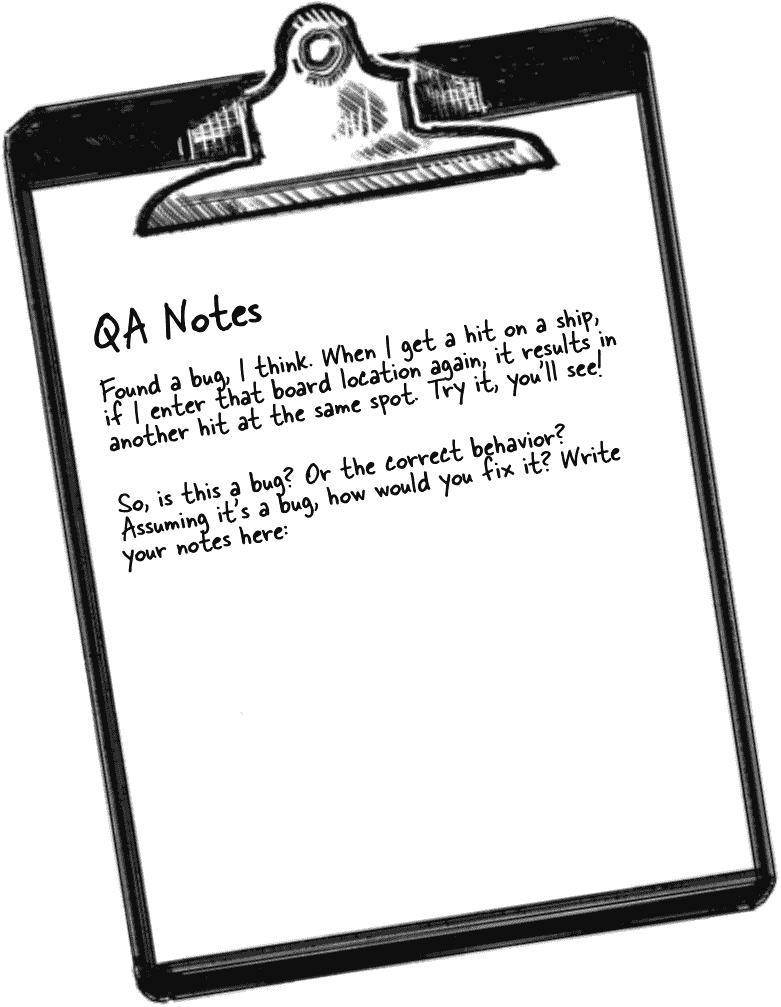 QA Notes
Found a bug, I think. When I get a hit on a ship,
if I enter that board location again, it results in
another hit at the same spot. Try it, you'll see!
So, is this a bug? Or the correct behavior?
Assuming it's a bug, how would you fix it? Write
your notes here: